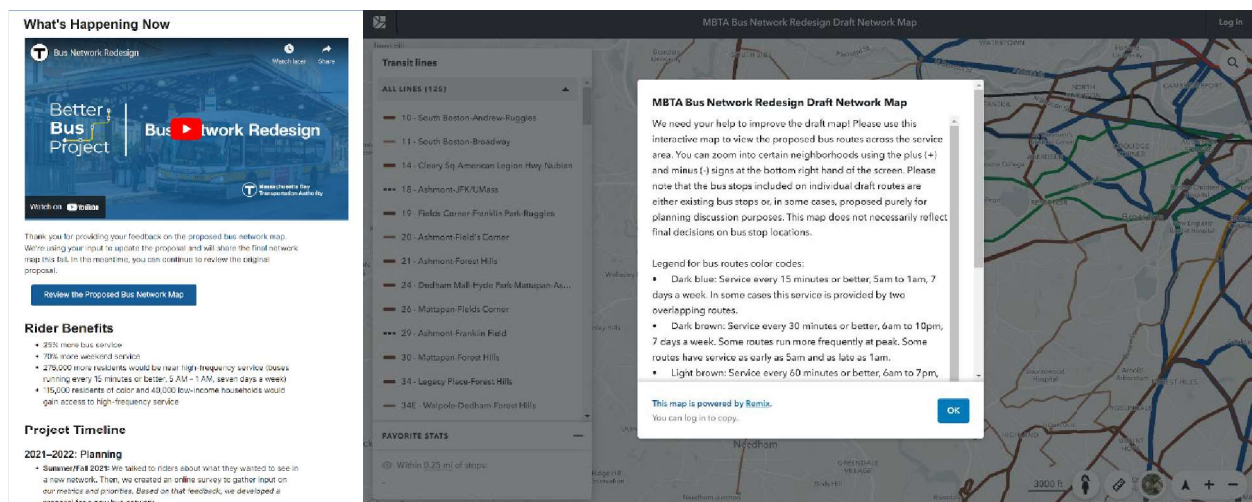 What's Happening Now
Bus Network Redesign
Watch later
Share
Better
Bus
Project
Bus Network Redesign
Massachusetts Bay
Transportation Authority
Watch on YouTube
Thank you for providing your feedback on the proposed bus network map.
We're using your input to update the proposal and will share the final network
map this fall. In the meantime, you can continue to review the original
proposal.
Review the Proposed Bus Network Map
Rider Benefits
• 25% more bus service
• 70% more weekend service
• 275,000 more residents would be near high-frequency service (buses
running every 15 minutes or better, 5 AM – 1 AM, seven days a week)
• 115,000 residents of color and 40,000 low-income households would
gain access to high-frequency service
Project Timeline
2021–2022: Planning
• Summer/Fall 2021: We talked to riders about what they wanted to see in
a new network. Then, we created an online survey to gather input on
our metrics and priorities. Based on that feedback, we developed a
proposal for a new bus network
MBTA Bus Network Redesign Draft Network Map
Log in
Transit lines
ALL LINES (125)
10 - South Boston-Andrew-Ruggles
11 - South Boston-Broadway
14 - Cleary Sq-American Legion Hwy-Nubian
18 - Ashmont-JFK/UMass
19 - Fields Corner-Franklin Park-Ruggles
20 - Ashmont-Field's Corner
21 - Ashmont-Forest Hills
24 - Dedham Mall-Hyde Park-Mattapan-As...
26 - Mattapan-Fields Corner
29 - Ashmont-Franklin Field
30 - Mattapan-Forest Hills
34 - Legacy Place-Forest Hills
34E - Walpole-Dedham-Forest Hills
FAVORITE STATS
Within 0.25 mi of stops:
MBTA Bus Network Redesign Draft Network Map
We need your help to improve the draft map! Please use this
interactive map to view the proposed bus routes across the service
area. You can zoom into certain neighborhoods using the plus (+)
and minus (-) signs at the bottom right hand of the screen. Please
note that the bus stops included on individual draft routes are
either existing bus stops or, in some cases, proposed purely for
planning discussion purposes. This map does not necessarily reflect
final decisions on bus stop locations.
Legend for bus routes color codes:
• Dark blue: Service every 15 minutes or better, 5am to 1am, 7
days a week. In some cases this service is provided by two
overlapping routes.
• Dark brown: Service every 30 minutes or better, 6am to 10pm,
7 days a week. Some routes run more frequently at peak. Some
routes have service as early as 5am and as late as 1am.
• Light brown: Service every 60 minutes or better, 6am to 7pm,
This map is powered by Remix.
You can log in to copy.
OK
WATERTOWN
NORTH
Brookline
Arnold
Arboretum
FOREST HILLS
Needham
GREENDALE
VILLAGE
3000 ft